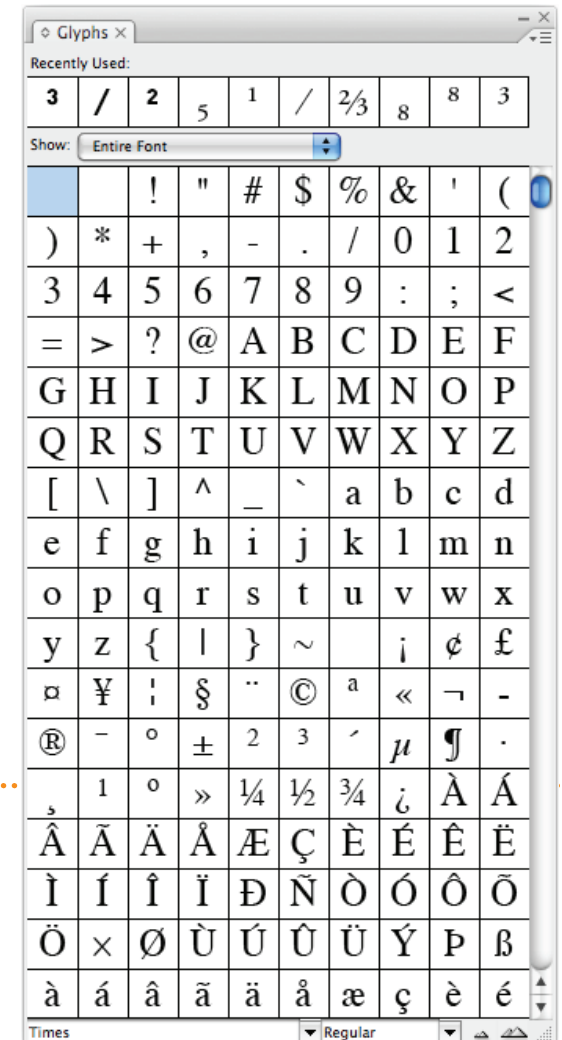 Glyphs ×
Recently Used:
3 / 2 5 1 / ⅔ 8 8 3
Show: Entire Font
! " # $ % & ' (
) * + , - . / 0 1 2
3 4 5 6 7 8 9 : ; <
= > ? @ A B C D E F
G H I J K L M N O P
Q R S T U V W X Y Z
[ \ ] ^ _ ` a b c d
e f g h i j k l m n
o p q r s t u v w x
y z { | } ~ ¡ ¢ £
¤ ¥ ¦ § ¨ © ª « ¬ -
® ¯ ° ± ² ³ ´ µ ¶ ·
¸ ¹ º » ¼ ½ ¾ ¿ À Á
Â Ã Ä Å Æ Ç È É Ê Ë
Ì Í Î Ï Ð Ñ Ò Ó Ô Õ
Ö × Ø Ù Ú Û Ü Ý Þ ß
à á â ã ä å æ ç è é
Times Regular